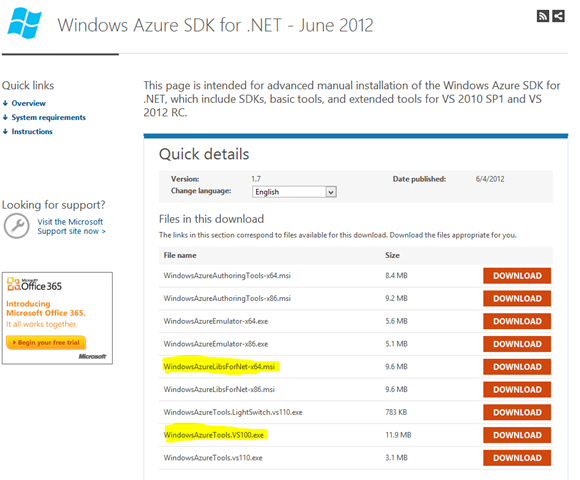 Windows Azure SDK for .NET - June 2012
Quick links
Overview
System requirements
Instructions
Looking for support?
Visit the Microsoft
Support site now >
Office 365
Introducing
Microsoft Office 365.
It all works together.
Begin your free trial
Microsoft
This page is intended for advanced manual installation of the Windows Azure SDK for
.NET, which include SDKs, basic tools, and extended tools for VS 2010 SP1 and VS
2012 RC.
Quick details
Version: 1.7 Date published: 6/4/2012
Change language: English
Files in this download
The links in this section correspond to files available for this download. Download the files appropriate for you.
File name Size
WindowsAzureAuthoringTools-x64.msi 8.4 MB DOWNLOAD
WindowsAzureAuthoringTools-x86.msi 9.2 MB DOWNLOAD
WindowsAzureEmulator-x64.exe 5.6 MB DOWNLOAD
WindowsAzureEmulator-x86.exe 5.1 MB DOWNLOAD
WindowsAzureLibsForNet-x64.msi 9.6 MB DOWNLOAD
WindowsAzureLibsForNet-x86.msi 9.6 MB DOWNLOAD
WindowsAzureTools.LightSwitch.vs110.exe 783 KB DOWNLOAD
WindowsAzureTools.VS100.exe 11.9 MB DOWNLOAD
WindowsAzureTools.vs110.exe 3.1 MB DOWNLOAD